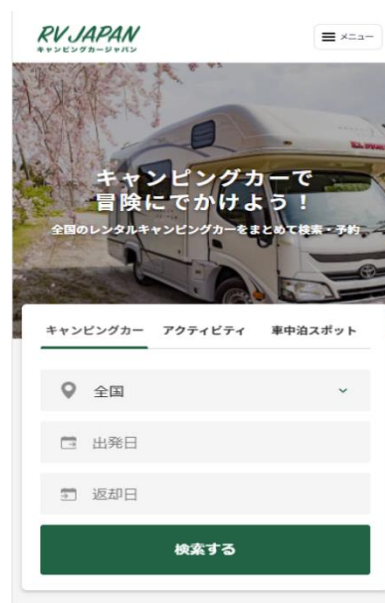 RV JAPAN
キャンピングカージャパン
メニュー
キャンピングカーで
冒険にでかけよう！
全国のレンタルキャンピングカーをまとめて検索・予約
キャンピングカー アクティビティ 車中泊スポット
全国
出発日
返却日
検索する